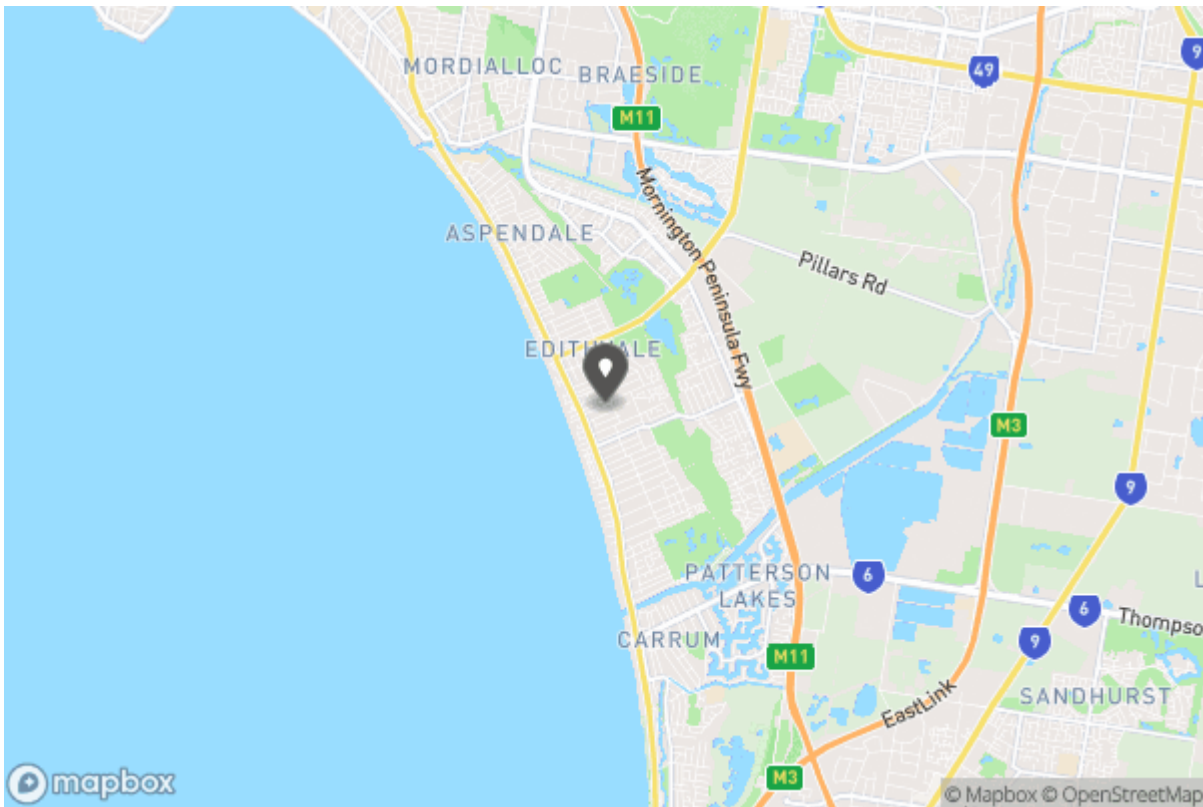 MORDIALLOC
BRAESIDE
49
9
M11
Mornington Peninsula Fwy
ASPENDALE
Pillars Rd
EDITHVALE
M3
9
PATTERSON
LAKES
6
6
Thompso
9
CARRUM
M11
SANDHURST
EastLink
M3
mapbox
© Mapbox © OpenStreetMap